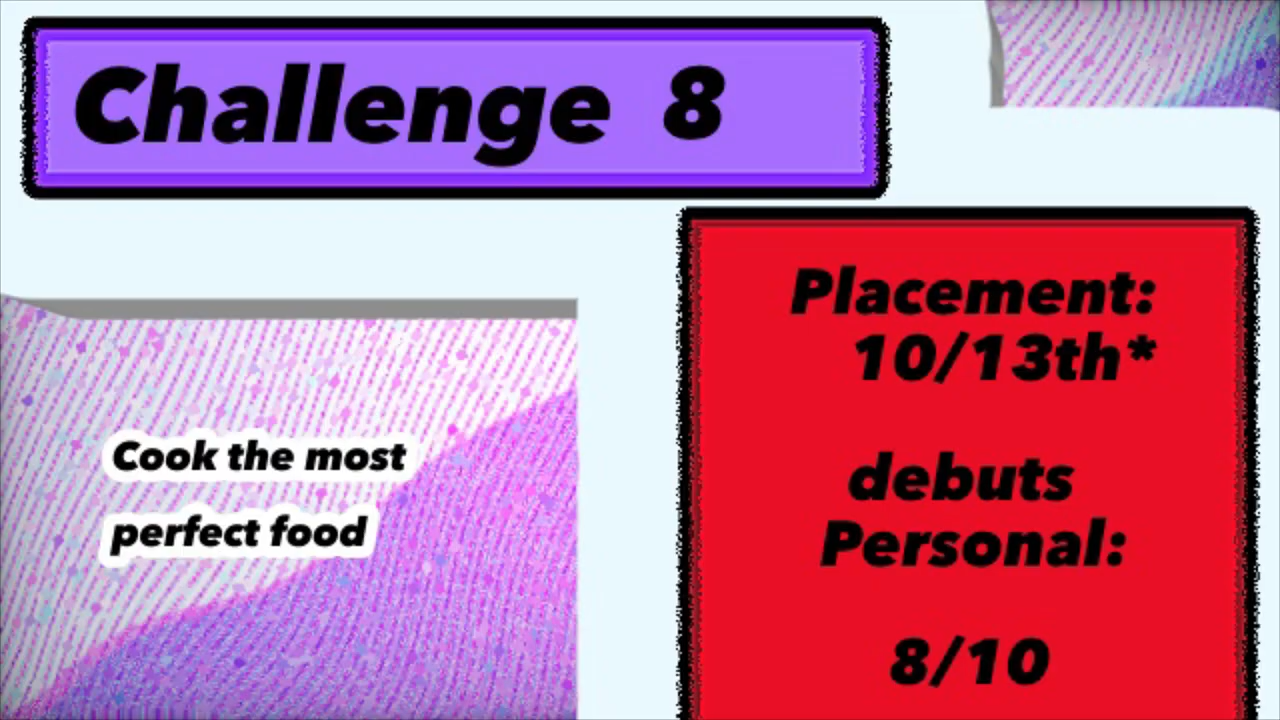 Challenge 8
Placement:
10/13th*
debuts
Personal:
8/10
Cook the most
perfect food